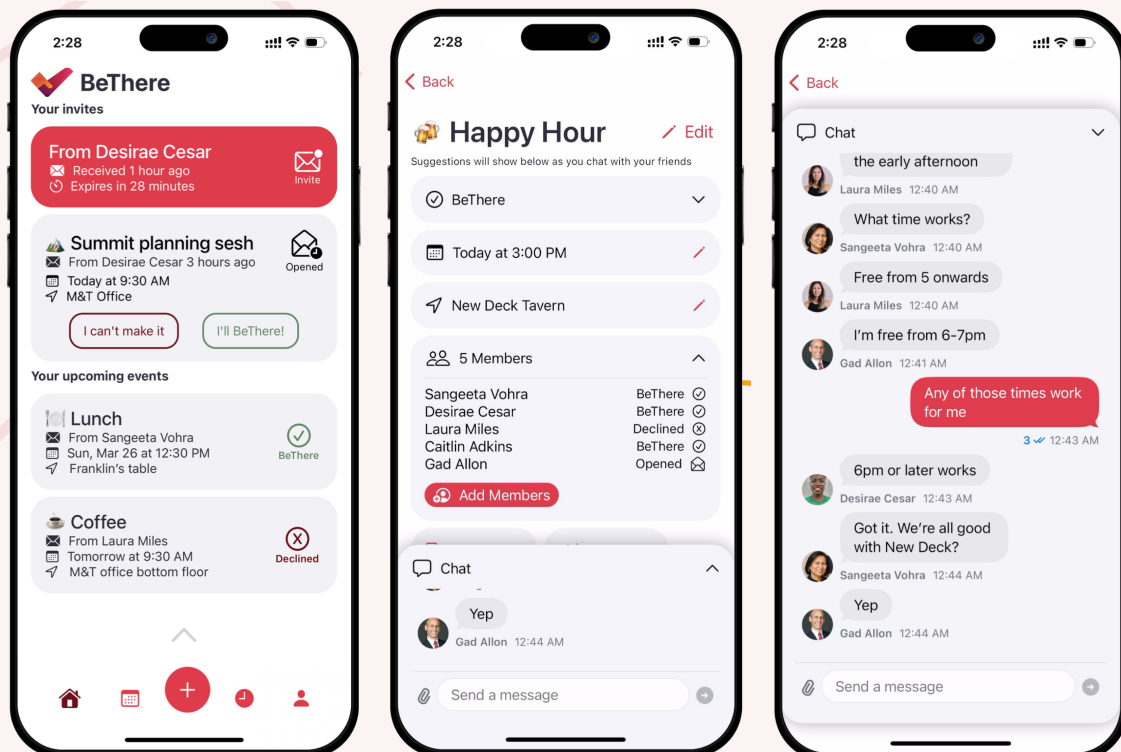 2:28
BeThere
Your invites
From Desirae Cesar
Received 1 hour ago
Expires in 28 minutes
Invite
Summit planning sesh
From Desirae Cesar 3 hours ago
Opened
Today at 9:30 AM
M&T Office
I can't make it
I'll BeThere!
Your upcoming events
Lunch
From Sangeeta Vohra
Sun, Mar 26 at 12:30 PM
BeThere
Franklin's table
Coffee
From Laura Miles
Tomorrow at 9:30 AM
Declined
M&T office bottom floor
2:28
Back
Happy Hour
Edit
Suggestions will show below as you chat with your friends
BeThere
Today at 3:00 PM
New Deck Tavern
5 Members
Sangeeta Vohra BeThere
Desirae Cesar BeThere
Laura Miles Declined
Caitlin Adkins BeThere
Gad Allon Opened
Add Members
Chat
Yep
Gad Allon 12:44 AM
Send a message
2:28
Back
Chat
the early afternoon
Laura Miles 12:40 AM
What time works?
Sangeeta Vohra 12:40 AM
Free from 5 onwards
Laura Miles 12:40 AM
I'm free from 6-7pm
Gad Allon 12:41 AM
Any of those times work
for me
3 12:43 AM
6pm or later works
Desirae Cesar 12:43 AM
Got it. We're all good
with New Deck?
Sangeeta Vohra 12:44 AM
Yep
Gad Allon 12:44 AM
Send a message